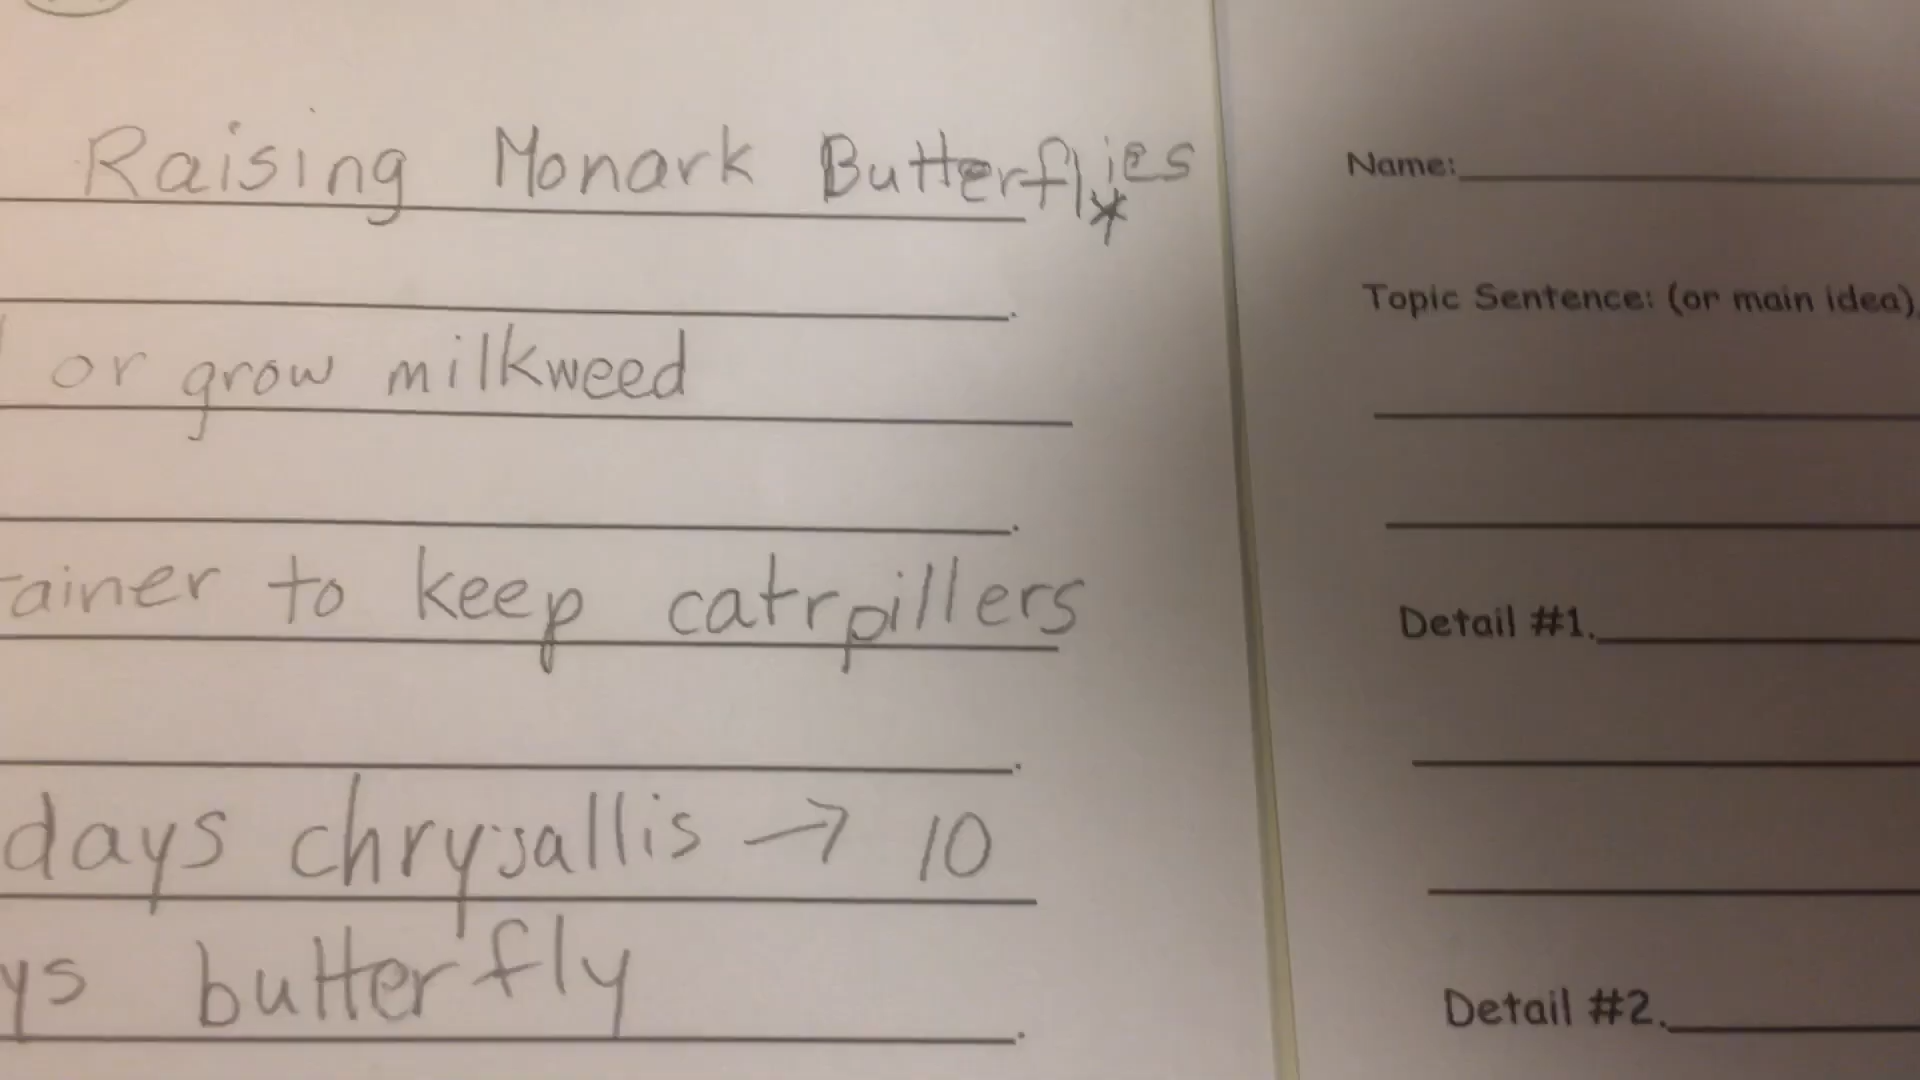 Raising Monark Butterflies
or grow milkweed
tainer to keep catrpillers
days chrysallis → 10
ys butterfly
Name:
Topic Sentence: (or main idea)
Detail #1.
Detail #2.